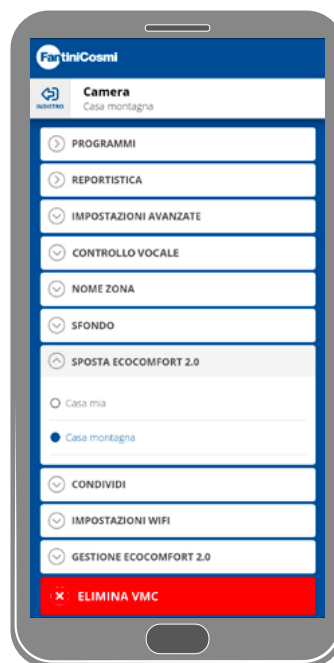 FantiniCosmi
INDIETRO
Camera
Casa montagna
PROGRAMMI
REPORTISTICA
IMPOSTAZIONI AVANZATE
CONTROLLO VOCALE
NOME ZONA
SFONDO
SPOSTA ECOCOMFORT 2.0
Casa mia
Casa montagna
CONDIVIDI
IMPOSTAZIONI WIFI
GESTIONE ECOCOMFORT 2.0
ELIMINA VMC